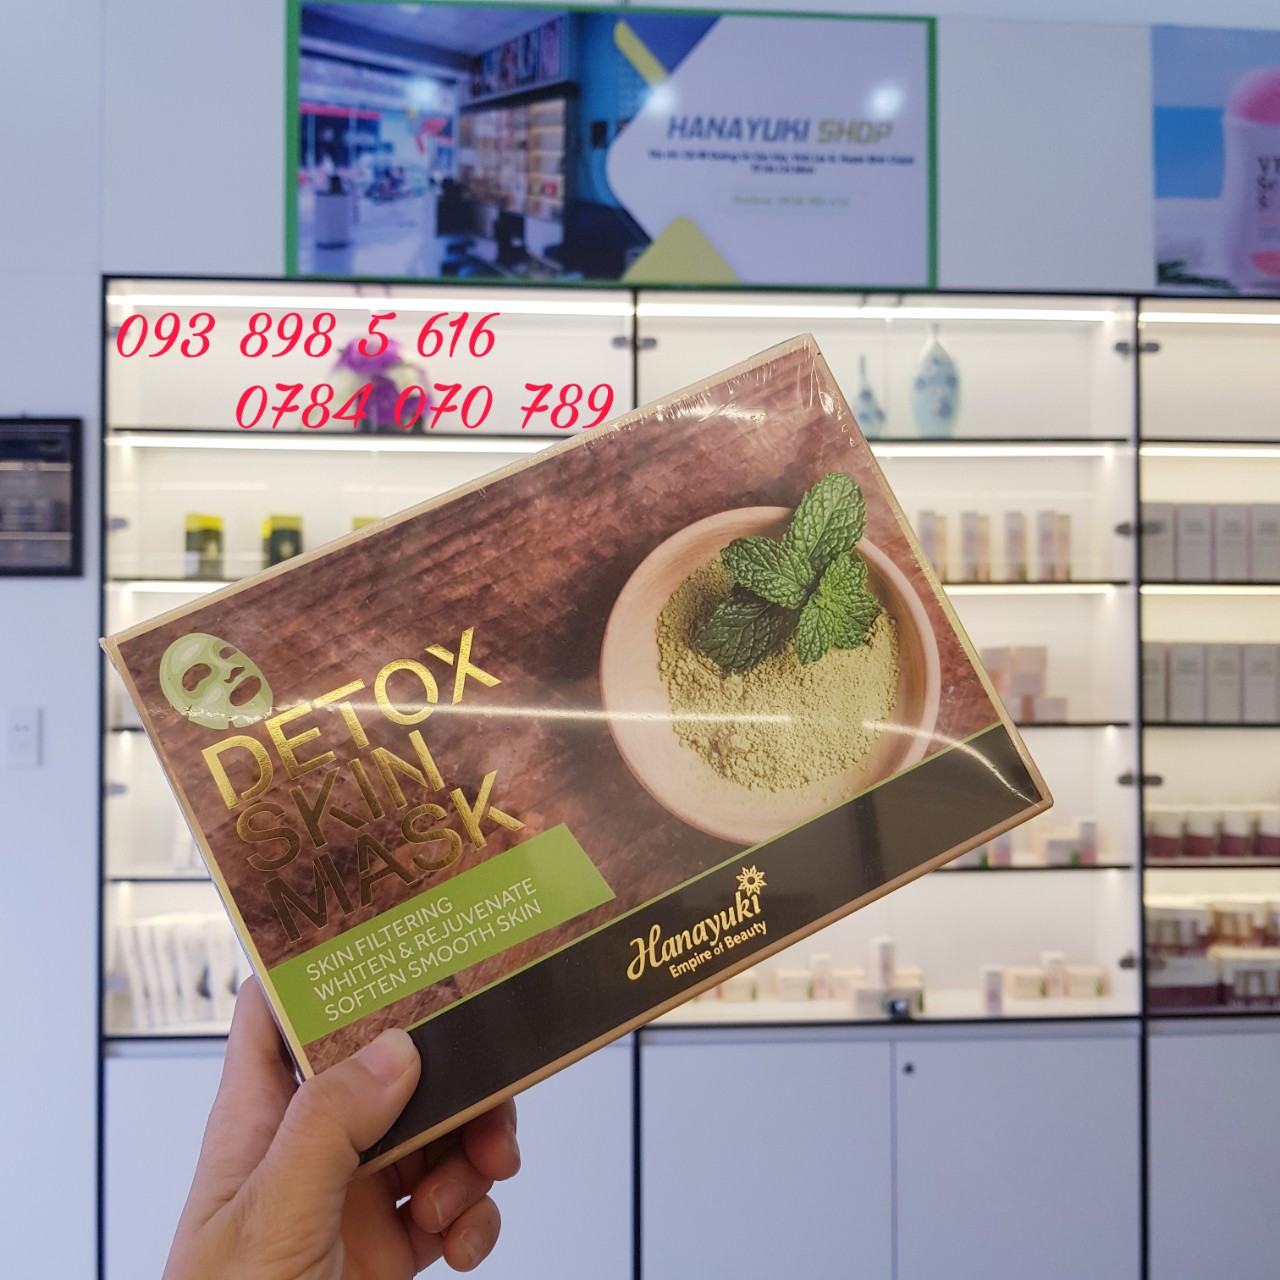 HANAYUKI SHOP
093 898 5 616
0784 070 789
DETOX
SKIN
MASK
SKIN FILTERING
WHITEN & REJUVENATE
SOFTEN SMOOTH SKIN
Hanayuki
Empire of Beauty